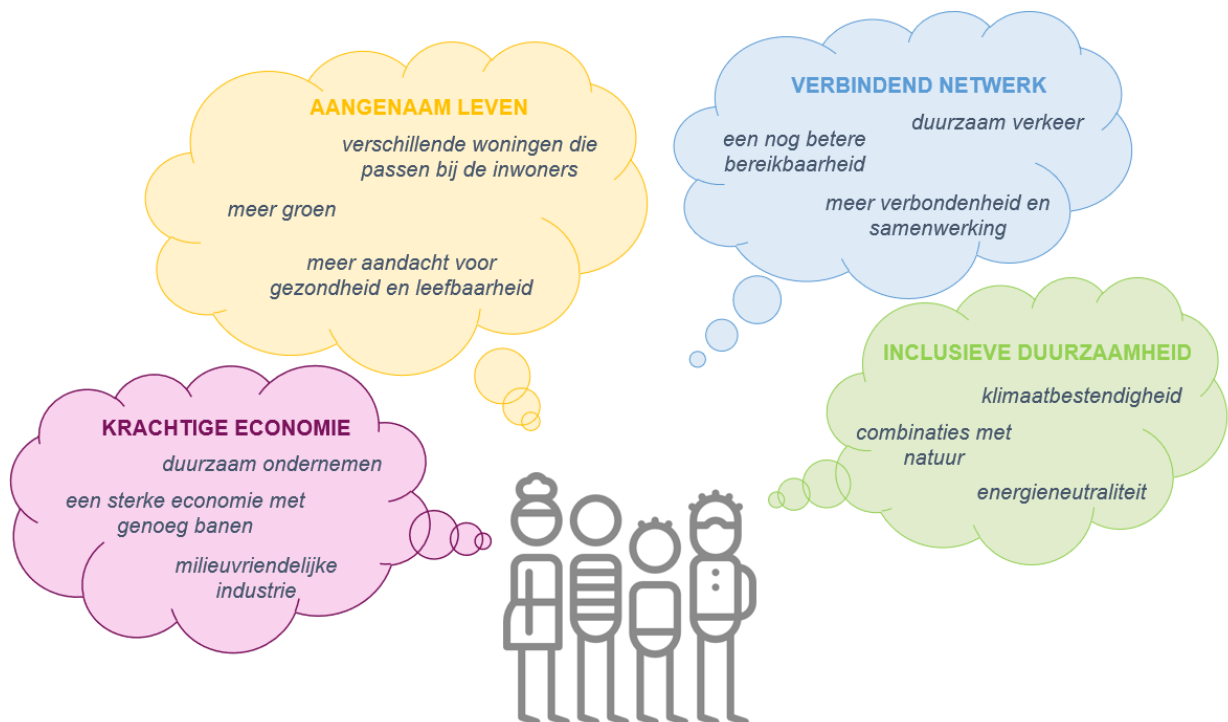 AANGENAAM LEVEN
verschillende woningen die
passen bij de inwoners
meer groen
meer aandacht voor
gezondheid en leefbaarheid
VERBINDEND NETWERK
duurzaam verkeer
een nog betere
bereikbaarheid
meer verbondenheid en
samenwerking
KRACHTIGE ECONOMIE
duurzaam ondernemen
een sterke economie met
genoeg banen
milieuvriendelijke
industrie
INCLUSIEVE DUURZAAMHEID
klimaatbestendigheid
combinaties met
natuur
energieneutraliteit